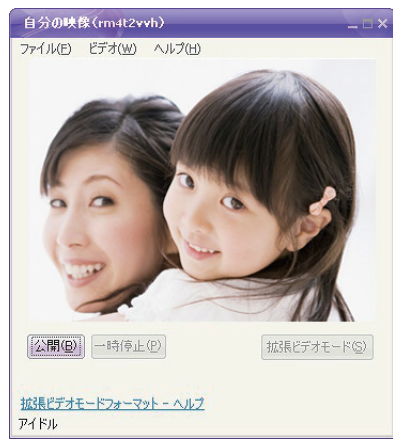 自分の映像(rm4t2vvh)
ファイル(F) ビデオ(W) ヘルプ(H)
公開(B) 一時停止(P) 拡張ビデオモード(S)
拡張ビデオモードフォーマット - ヘルプ
アイドル